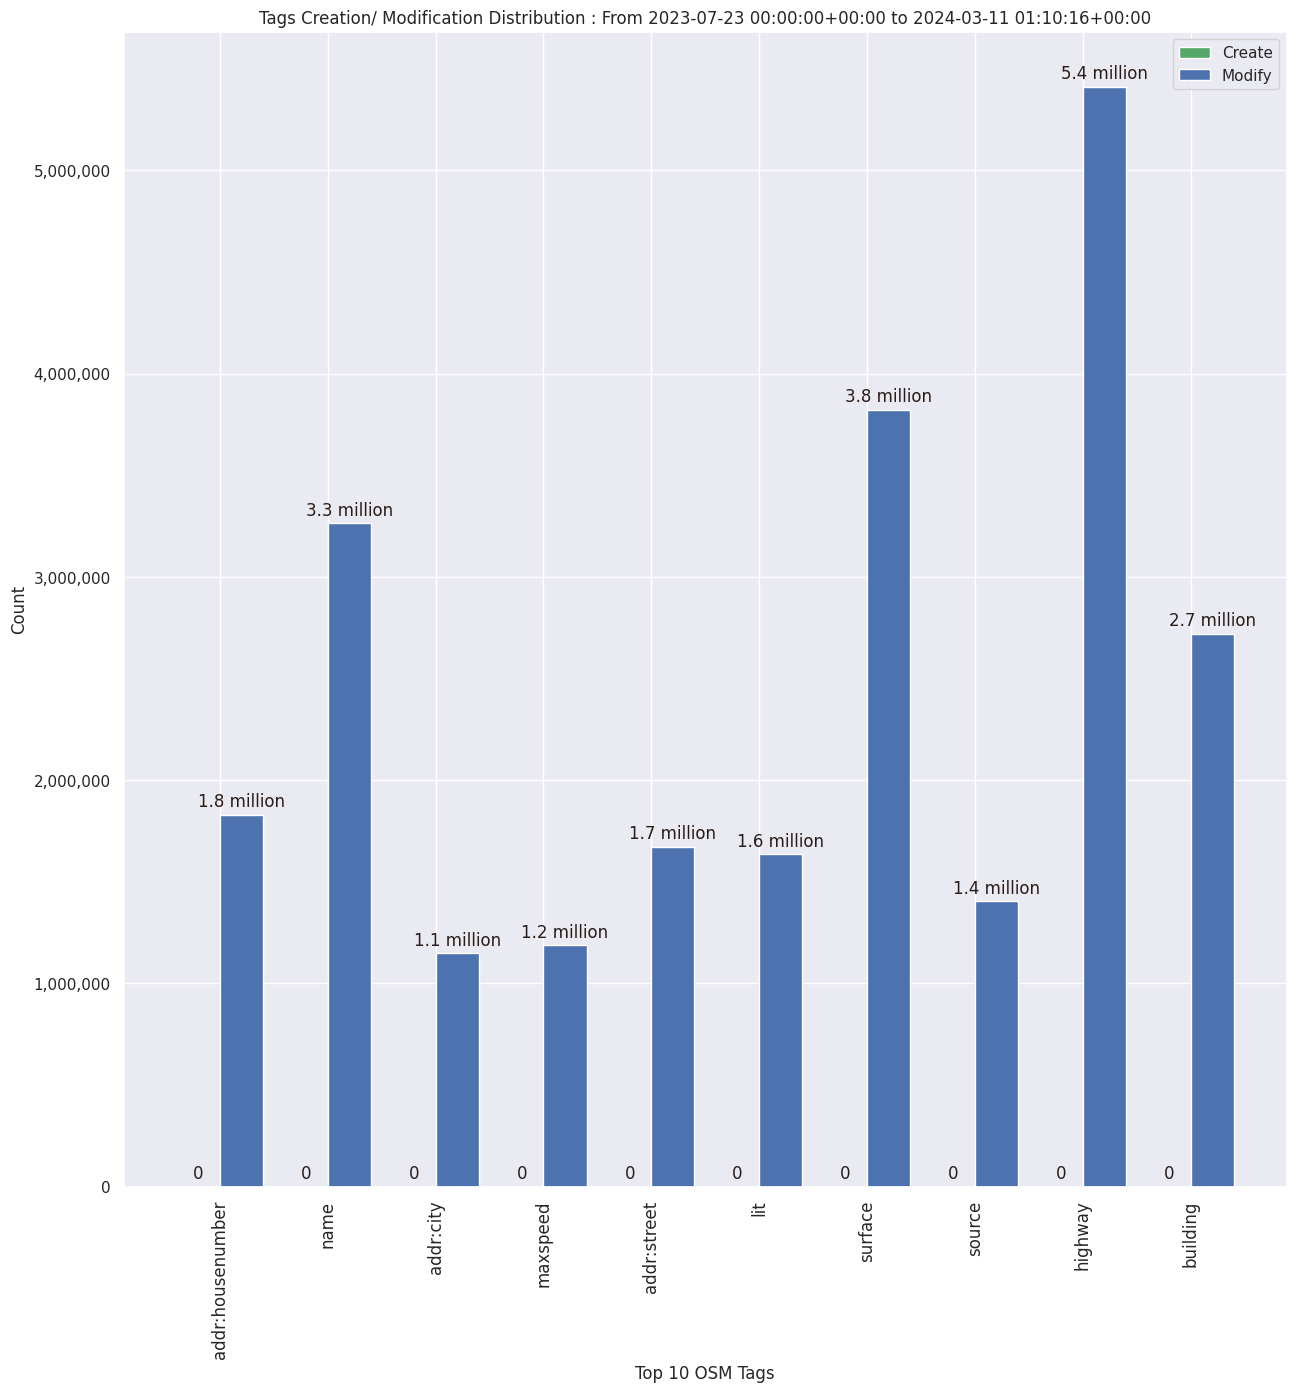 Tags Creation/ Modification Distribution : From 2023-07-23 00:00:00+00:00 to 2024-03-11 01:10:16+00:00
Create
Modify
5.4 million
5,000,000
4,000,000
3.8 million
3.3 million
3,000,000
Count
2.7 million
2,000,000
1.8 million
1.7 million
1.6 million
1.4 million
1.2 million
1.1 million
1,000,000
0 0 0 0 0 0 0 0 0 0
0
addr:housenumber
name
addr:city
maxspeed
addr:street
lit
surface
source
highway
building
Top 10 OSM Tags